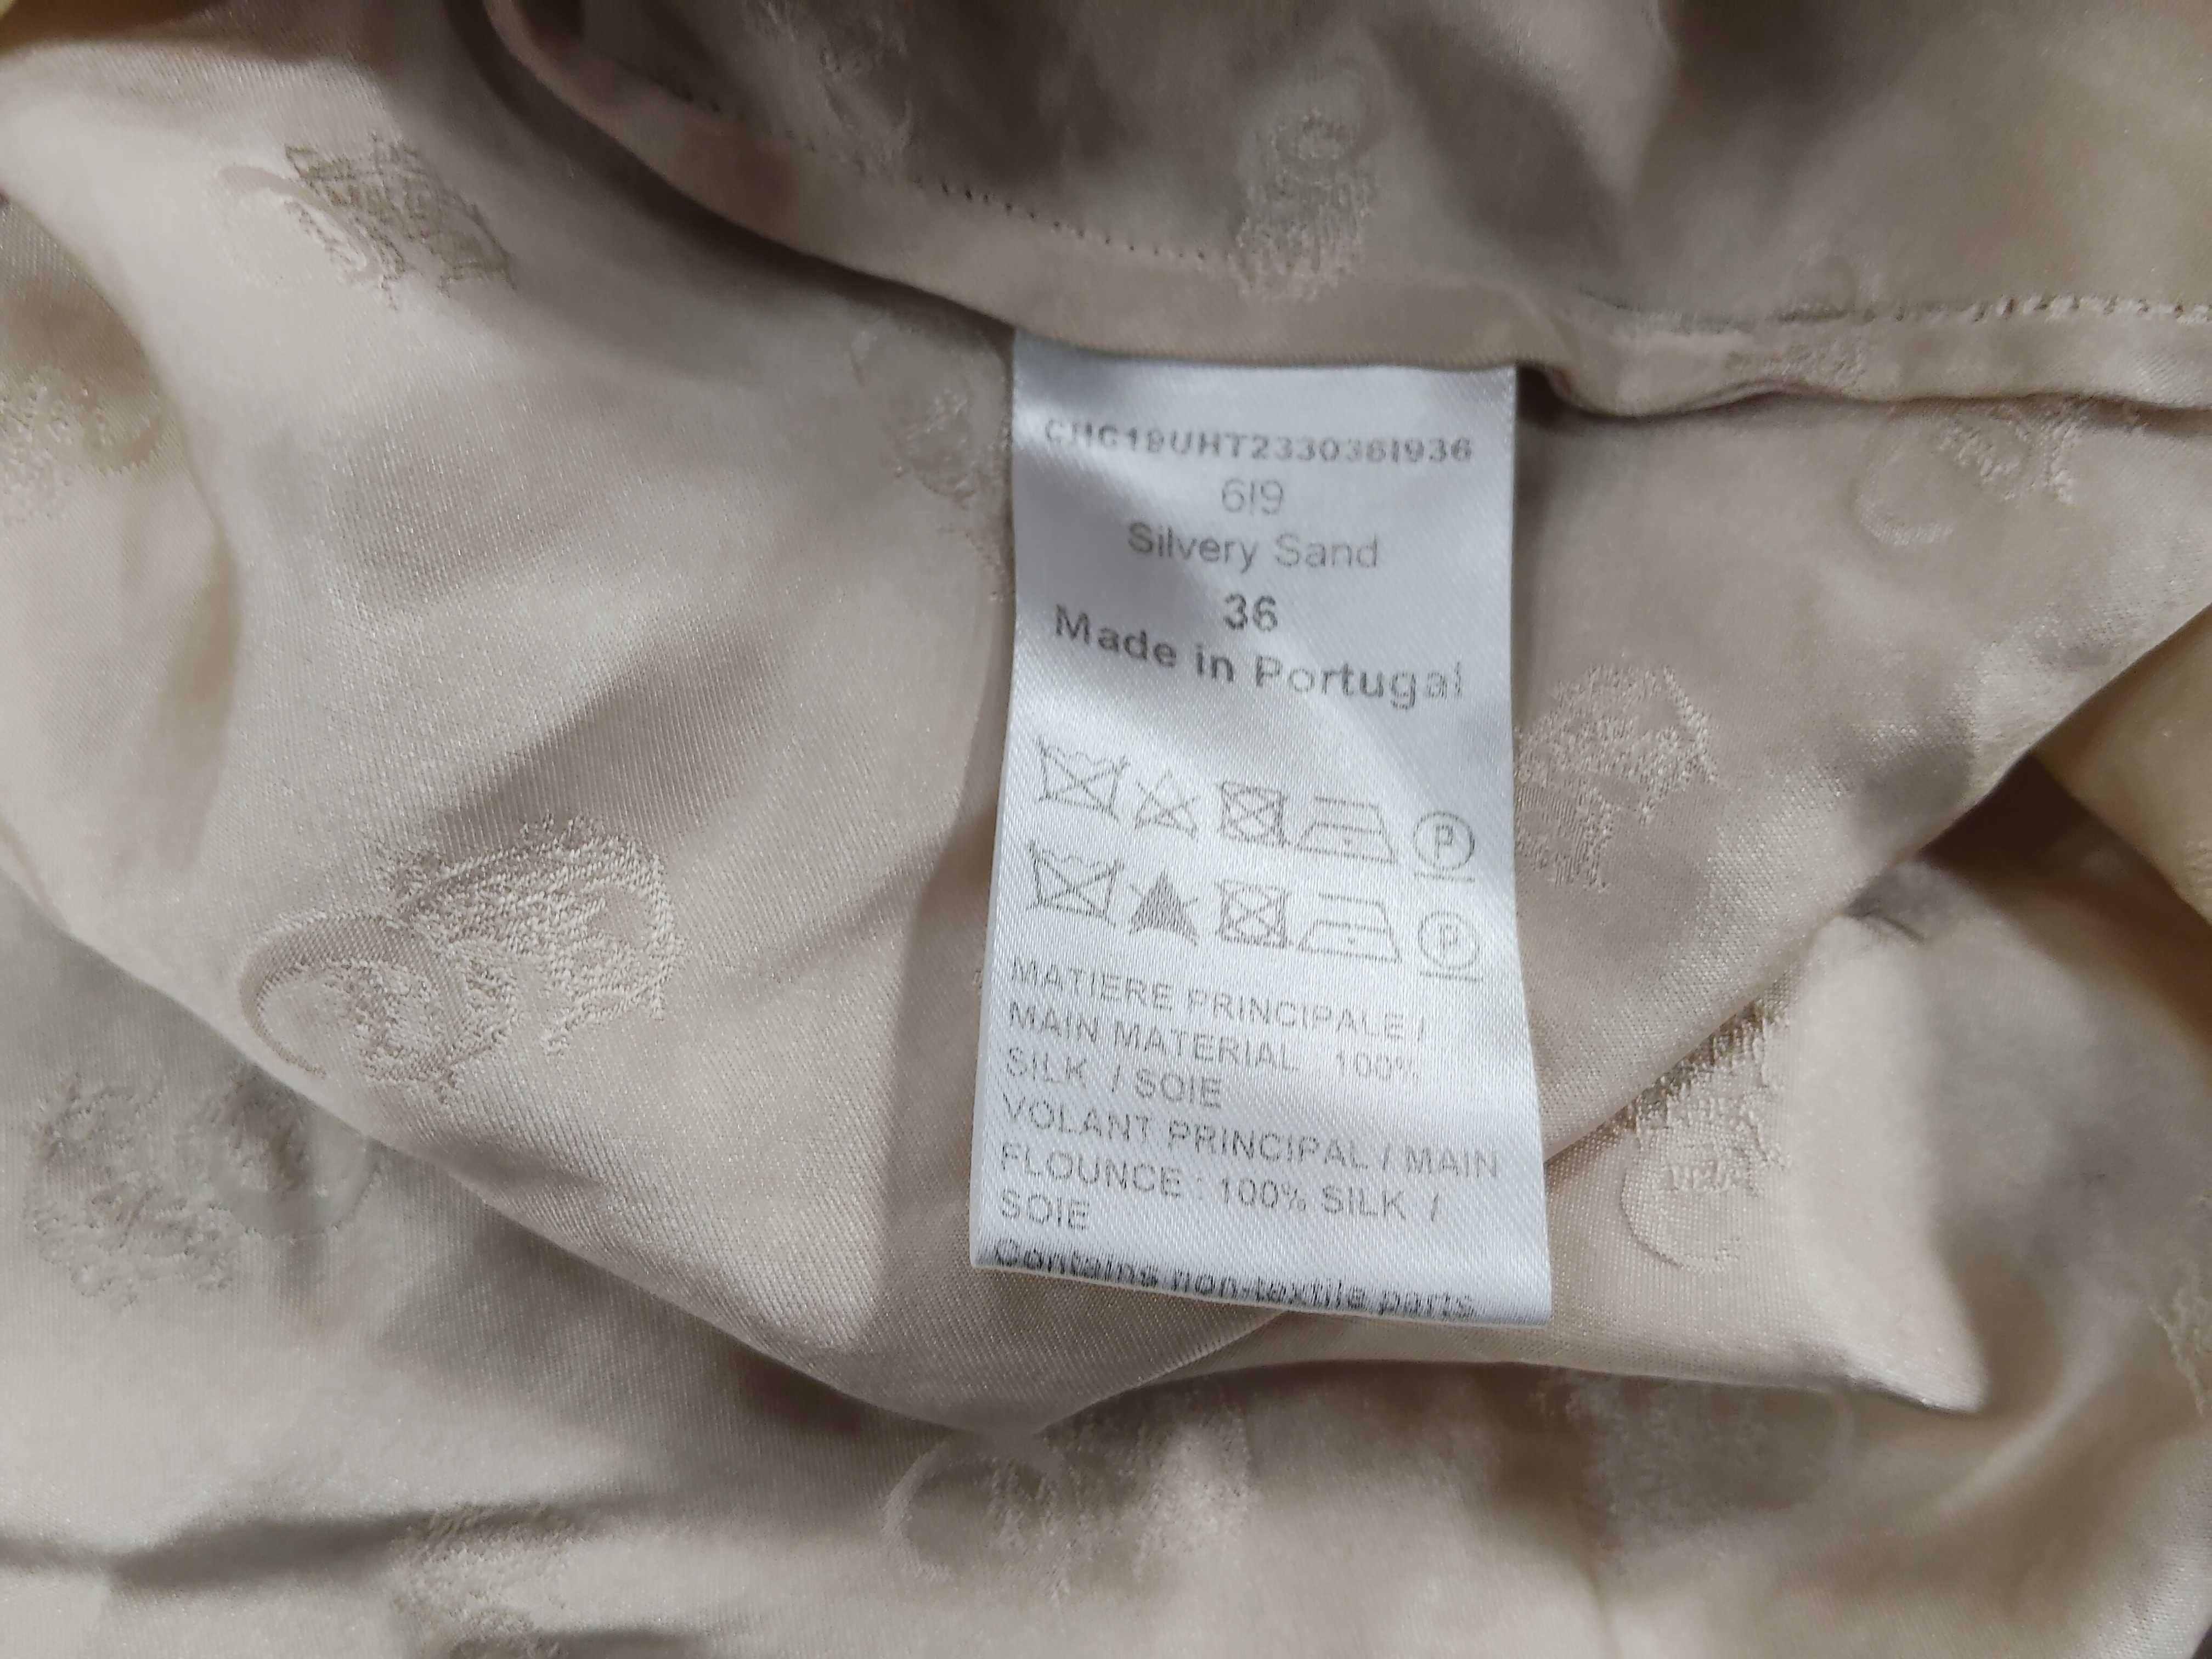 CHC19UHT2330361936
6I9
Silvery Sand
36
Made in Portugal
P
P
MATIERE PRINCIPALE /
MAIN MATERIAL 100%
SILK / SOIE
VOLANT PRINCIPAL / MAIN
FLOUNCE : 100% SILK /
SOIE
Contains non-textile parts